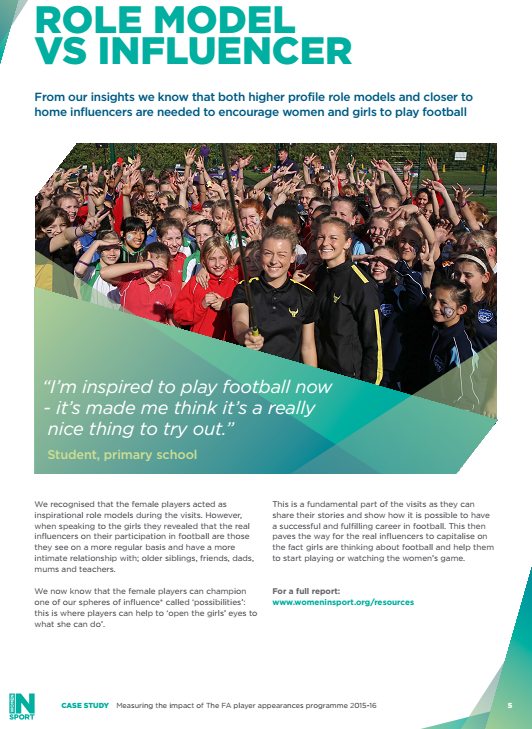 ROLE MODEL
VS INFLUENCER
From our insights we know that both higher profile role models and closer to
home influencers are needed to encourage women and girls to play football
“I’m inspired to play football now
- it’s made me think it’s a really
nice thing to try out.”
Student, primary school
We recognised that the female players acted as
inspirational role models during the visits. However,
when speaking to the girls they revealed that the real
influencers on their participation in football are those
they see on a more regular basis and have a more
intimate relationship with; older siblings, friends, dads,
mums and teachers.
We now know that the female players can champion
one of our spheres of influence* called ‘possibilities’:
this is where players can help to ‘open the girls’ eyes to
what she can do’.
This is a fundamental part of the visits as they can
share their stories and show how it is possible to have
a successful and fulfilling career in football. This then
paves the way for the real influencers to capitalise on
the fact girls are thinking about football and help them
to start playing or watching the women’s game.
For a full report:
www.womeninsport.org/resources
WOMEN
IN
SPORT
CASE STUDY Measuring the impact of The FA player appearances programme 2015-16
5